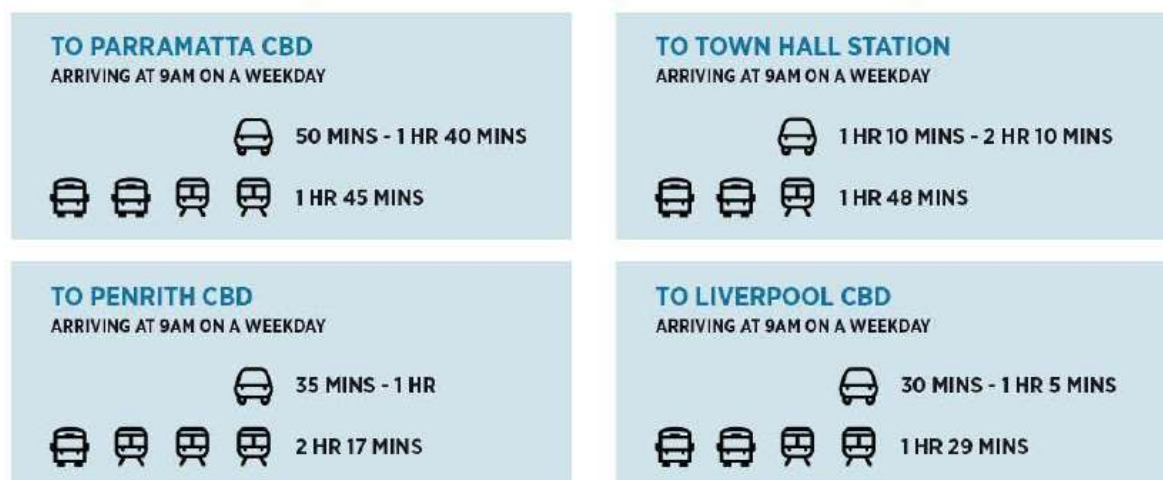 TO PARRAMATTA CBD
ARRIVING AT 9AM ON A WEEKDAY
50 MINS - 1 HR 40 MINS
1 HR 45 MINS
TO TOWN HALL STATION
ARRIVING AT 9AM ON A WEEKDAY
1 HR 10 MINS - 2 HR 10 MINS
1 HR 48 MINS
TO PENRITH CBD
ARRIVING AT 9AM ON A WEEKDAY
35 MINS - 1 HR
2 HR 17 MINS
TO LIVERPOOL CBD
ARRIVING AT 9AM ON A WEEKDAY
30 MINS - 1 HR 5 MINS
1 HR 29 MINS